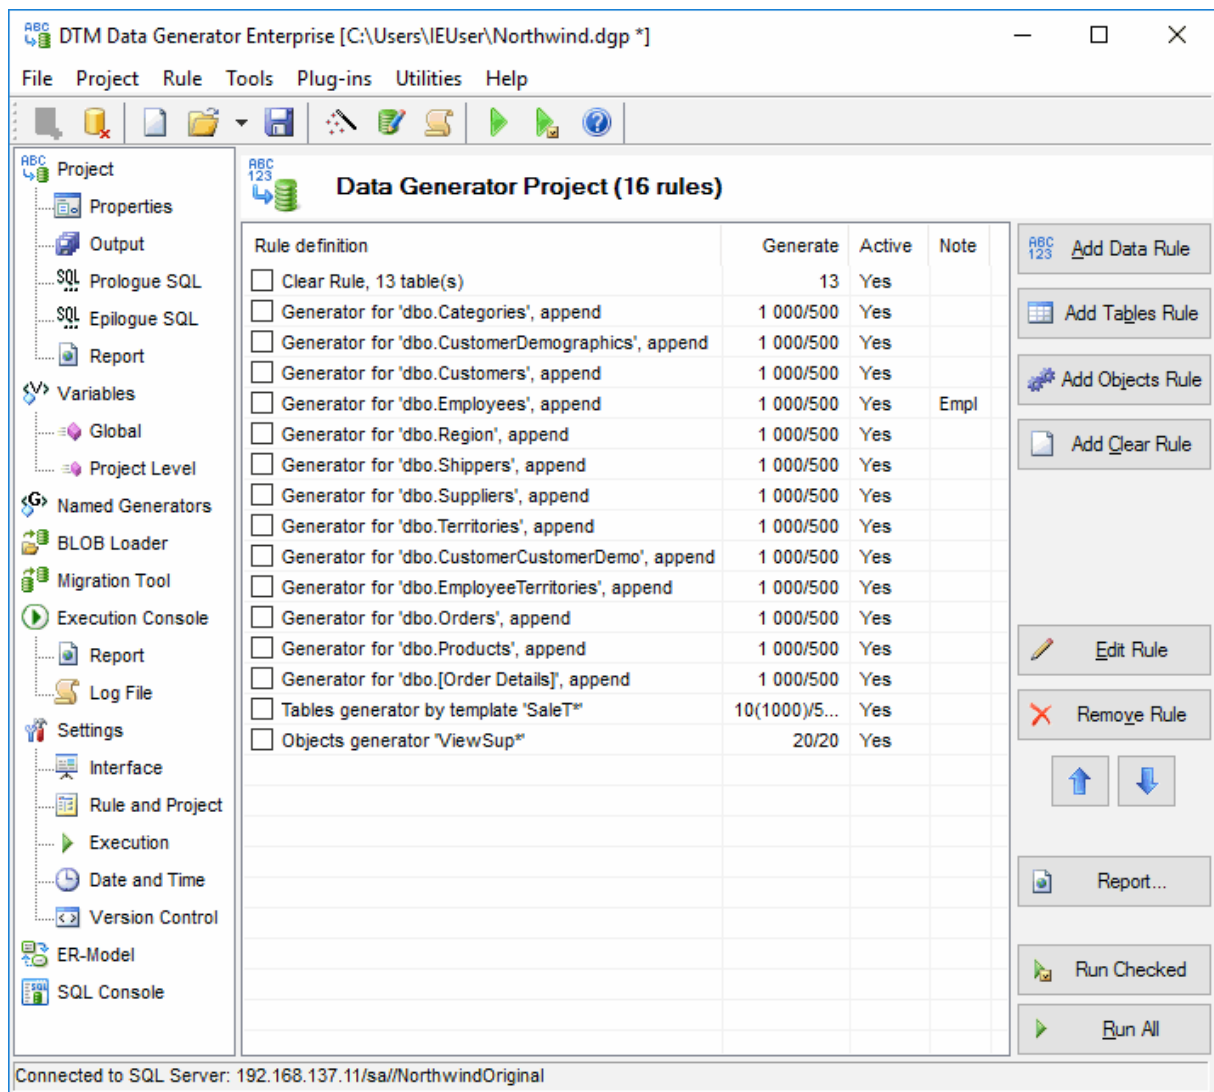 DTM Data Generator Enterprise [C:\Users\IEUser\Northwind.dgp *]
File Project Rule Tools Plug-ins Utilities Help
Project
Properties
Output
Prologue SQL
Epilogue SQL
Report
Variables
Global
Project Level
Named Generators
BLOB Loader
Migration Tool
Execution Console
Report
Log File
Settings
Interface
Rule and Project
Execution
Date and Time
Version Control
ER-Model
SQL Console
Data Generator Project (16 rules)
Rule definition Generate Active Note
Clear Rule, 13 table(s) 13 Yes
Generator for 'dbo.Categories', append 1 000/500 Yes
Generator for 'dbo.CustomerDemographics', append 1 000/500 Yes
Generator for 'dbo.Customers', append 1 000/500 Yes
Generator for 'dbo.Employees', append 1 000/500 Yes Empl
Generator for 'dbo.Region', append 1 000/500 Yes
Generator for 'dbo.Shippers', append 1 000/500 Yes
Generator for 'dbo.Suppliers', append 1 000/500 Yes
Generator for 'dbo.Territories', append 1 000/500 Yes
Generator for 'dbo.CustomerCustomerDemo', append 1 000/500 Yes
Generator for 'dbo.EmployeeTerritories', append 1 000/500 Yes
Generator for 'dbo.Orders', append 1 000/500 Yes
Generator for 'dbo.Products', append 1 000/500 Yes
Generator for 'dbo.[Order Details]', append 1 000/500 Yes
Tables generator by template 'SaleT*' 10(1000)/5... Yes
Objects generator 'ViewSup*' 20/20 Yes
Add Data Rule
Add Tables Rule
Add Objects Rule
Add Clear Rule
Edit Rule
Remove Rule
Report...
Run Checked
Run All
Connected to SQL Server: 192.168.137.11/sa//NorthwindOriginal